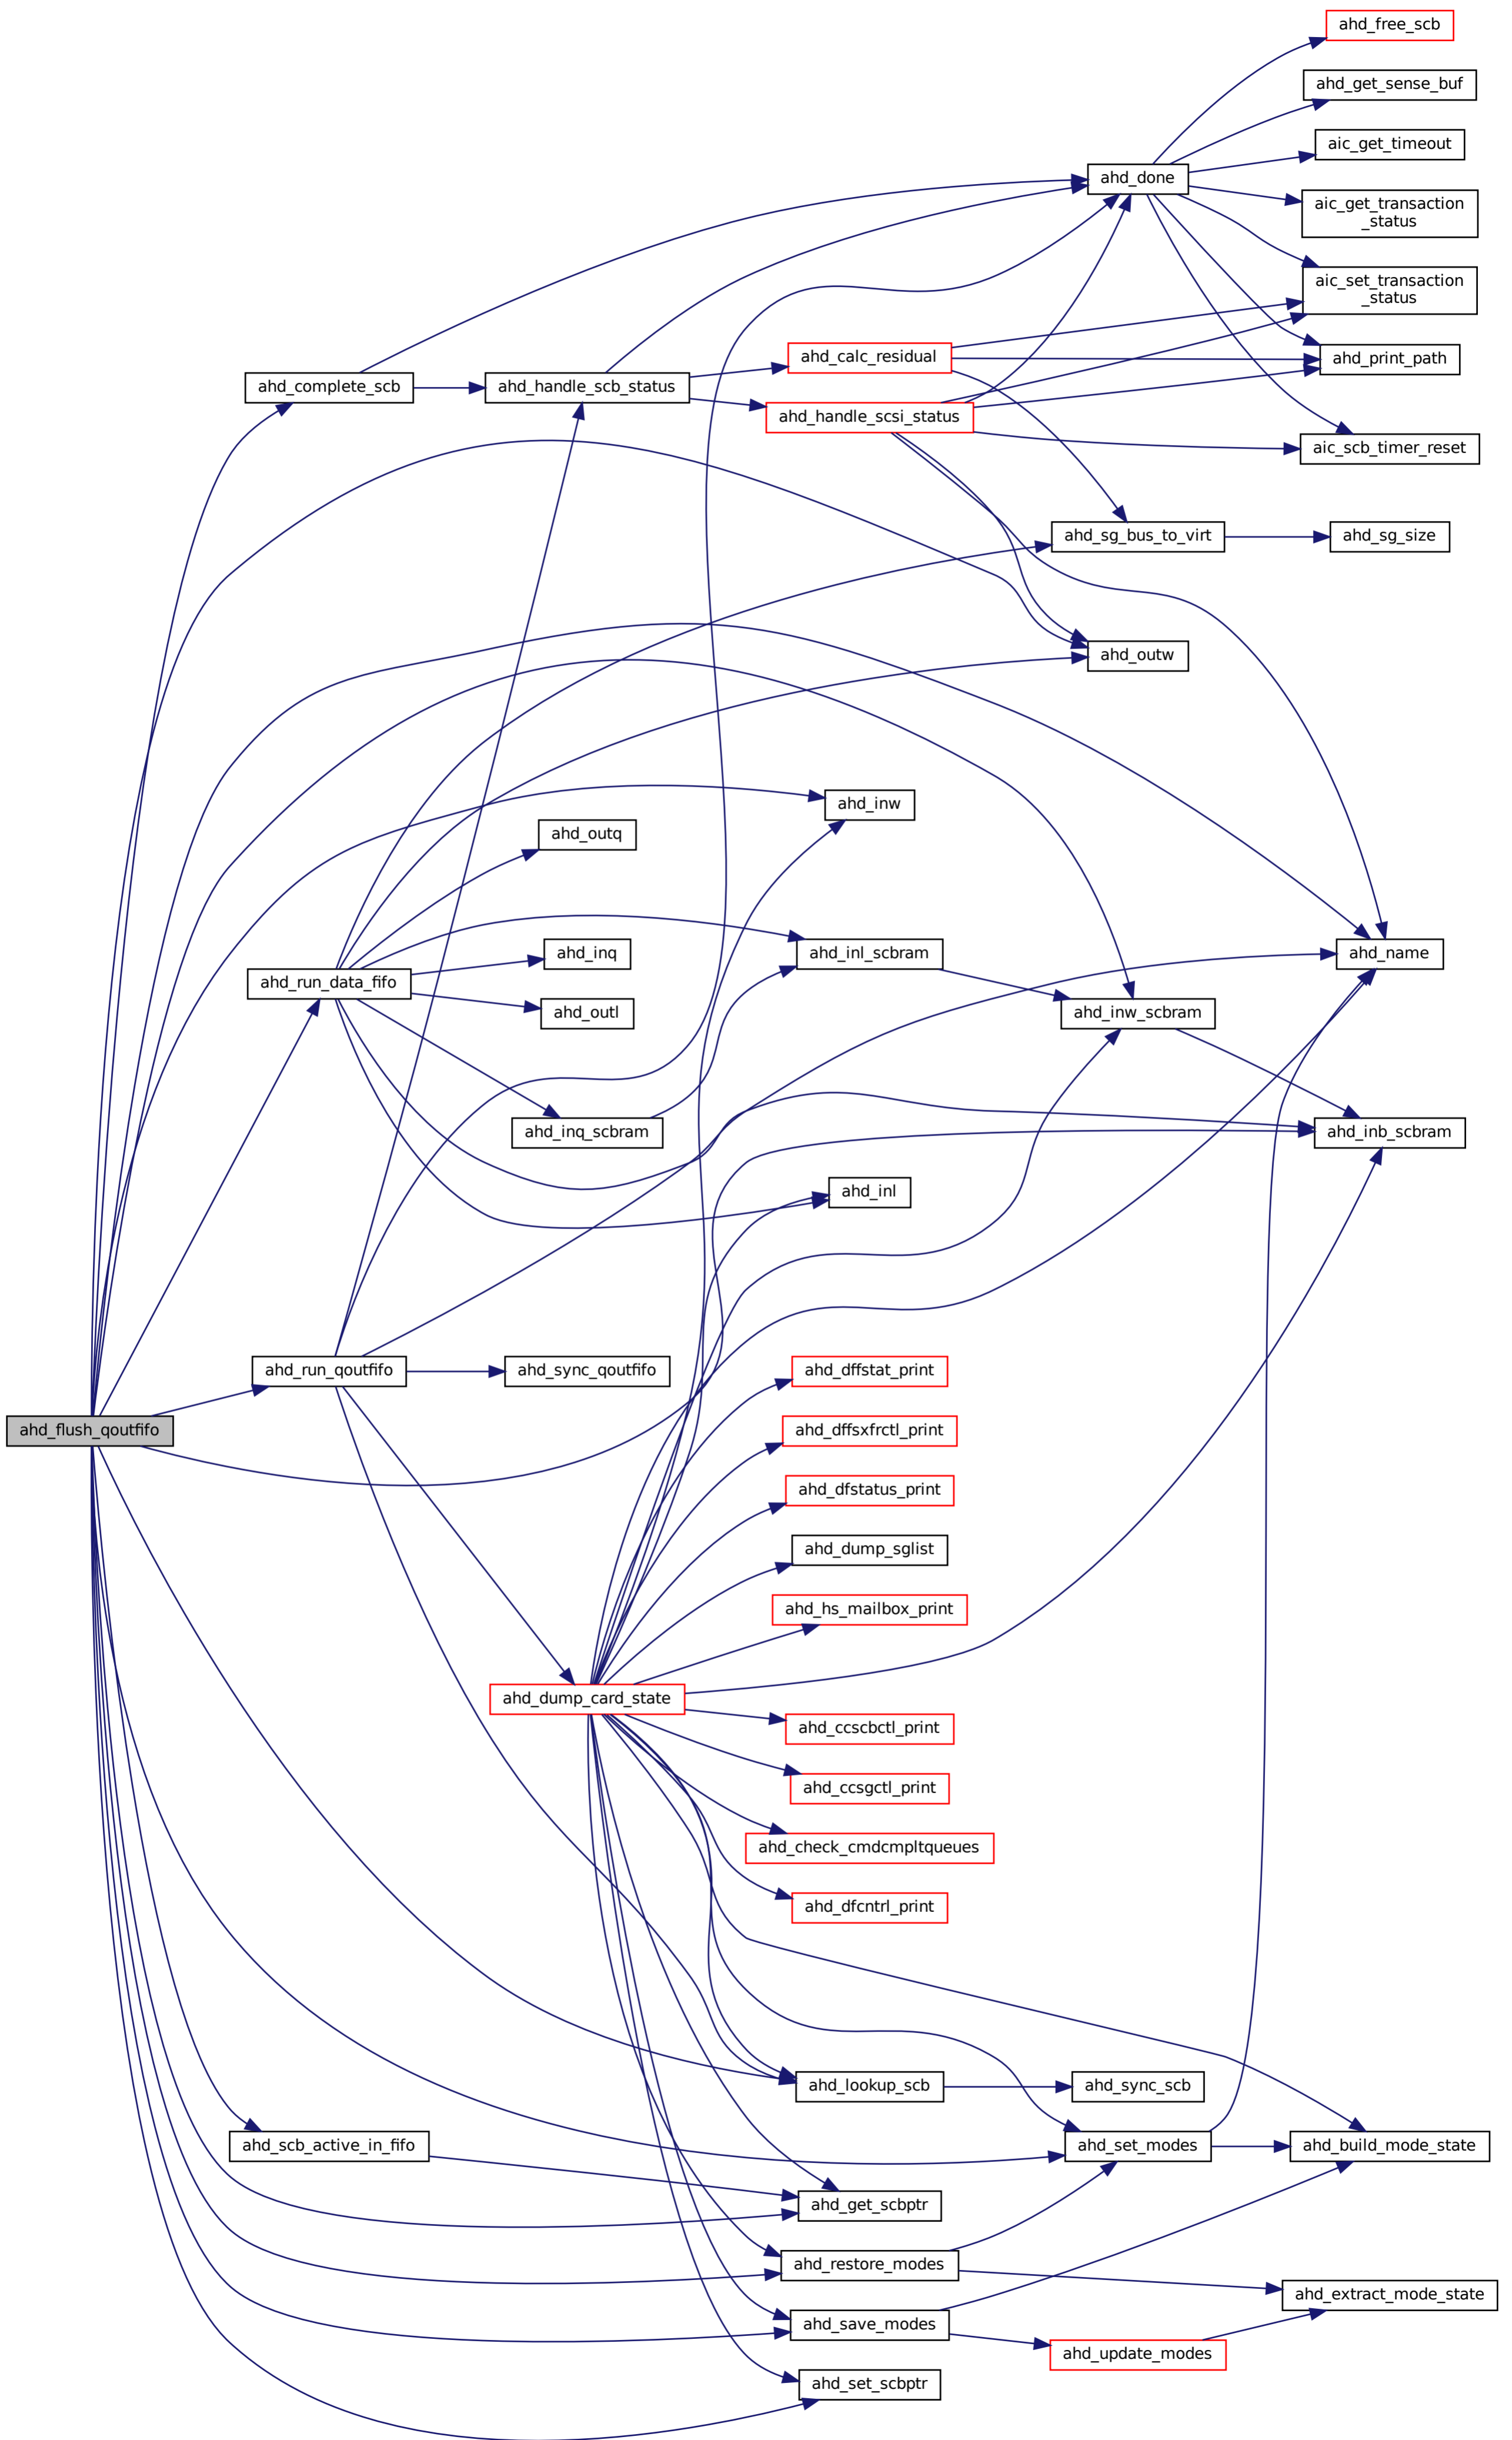 ahd_free_scb
ahd_get_sense_buf
aic_get_timeout
ahd_done
aic_get_transaction
_status
aic_set_transaction
_status
ahd_calc_residual
ahd_print_path
ahd_complete_scb
ahd_handle_scb_status
ahd_handle_scsi_status
aic_scb_timer_reset
ahd_sg_bus_to_virt
ahd_sg_size
ahd_outw
ahd_inw
ahd_outq
ahd_inq
ahd_inl_scbram
ahd_name
ahd_run_data_fifo
ahd_outl
ahd_inw_scbram
ahd_inq_scbram
ahd_inb_scbram
ahd_inl
ahd_run_qoutfifo
ahd_sync_qoutfifo
ahd_dffstat_print
ahd_flush_qoutfifo
ahd_dffsxfrctl_print
ahd_dfstatus_print
ahd_dump_sglist
ahd_hs_mailbox_print
ahd_dump_card_state
ahd_ccscbctl_print
ahd_ccsgctl_print
ahd_check_cmdcmpltqueues
ahd_dfcntrl_print
ahd_lookup_scb
ahd_sync_scb
ahd_scb_active_in_fifo
ahd_set_modes
ahd_build_mode_state
ahd_get_scbptr
ahd_restore_modes
ahd_extract_mode_state
ahd_save_modes
ahd_update_modes
ahd_set_scbptr